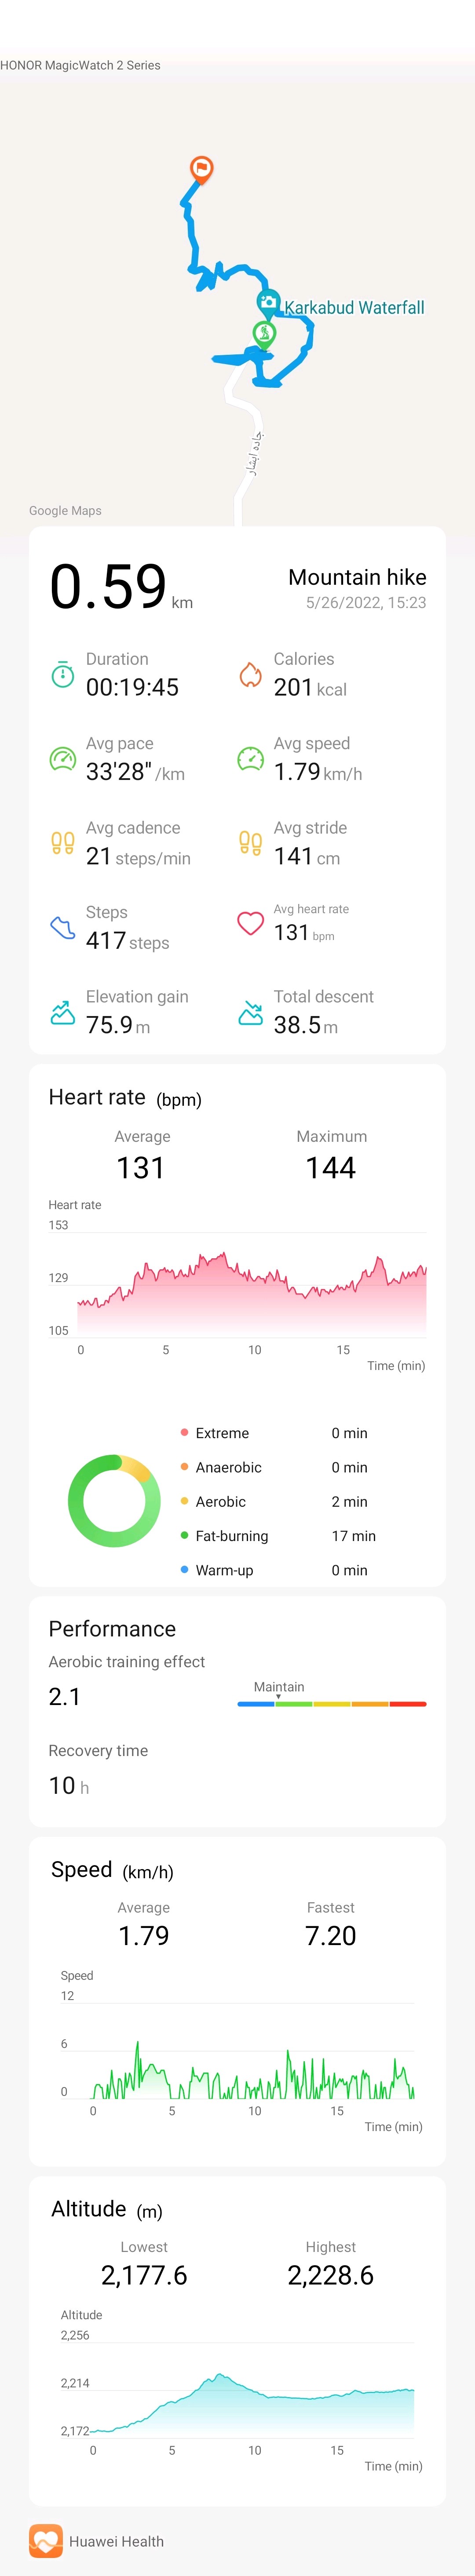 HONOR MagicWatch 2 Series
Karkabud Waterfall
جاده آبشار
Google Maps
0.59 km
Mountain hike
5/26/2022, 15:23
Duration
00:19:45
Calories
201 kcal
Avg pace
33'28" /km
Avg speed
1.79 km/h
Avg cadence
21 steps/min
Avg stride
141 cm
Steps
417 steps
Avg heart rate
131 bpm
Elevation gain
75.9 m
Total descent
38.5 m
Heart rate (bpm)
Average
131
Maximum
144
Heart rate
153
129
105
0 5 10 15
Time (min)
Extreme 0 min
Anaerobic 0 min
Aerobic 2 min
Fat-burning 17 min
Warm-up 0 min
Performance
Aerobic training effect
2.1
Maintain
Recovery time
10 h
Speed (km/h)
Average
1.79
Fastest
7.20
Speed
12
6
0
0 5 10 15
Time (min)
Altitude (m)
Lowest
2,177.6
Highest
2,228.6
Altitude
2,256
2,214
2,172
0 5 10 15
Time (min)
Huawei Health